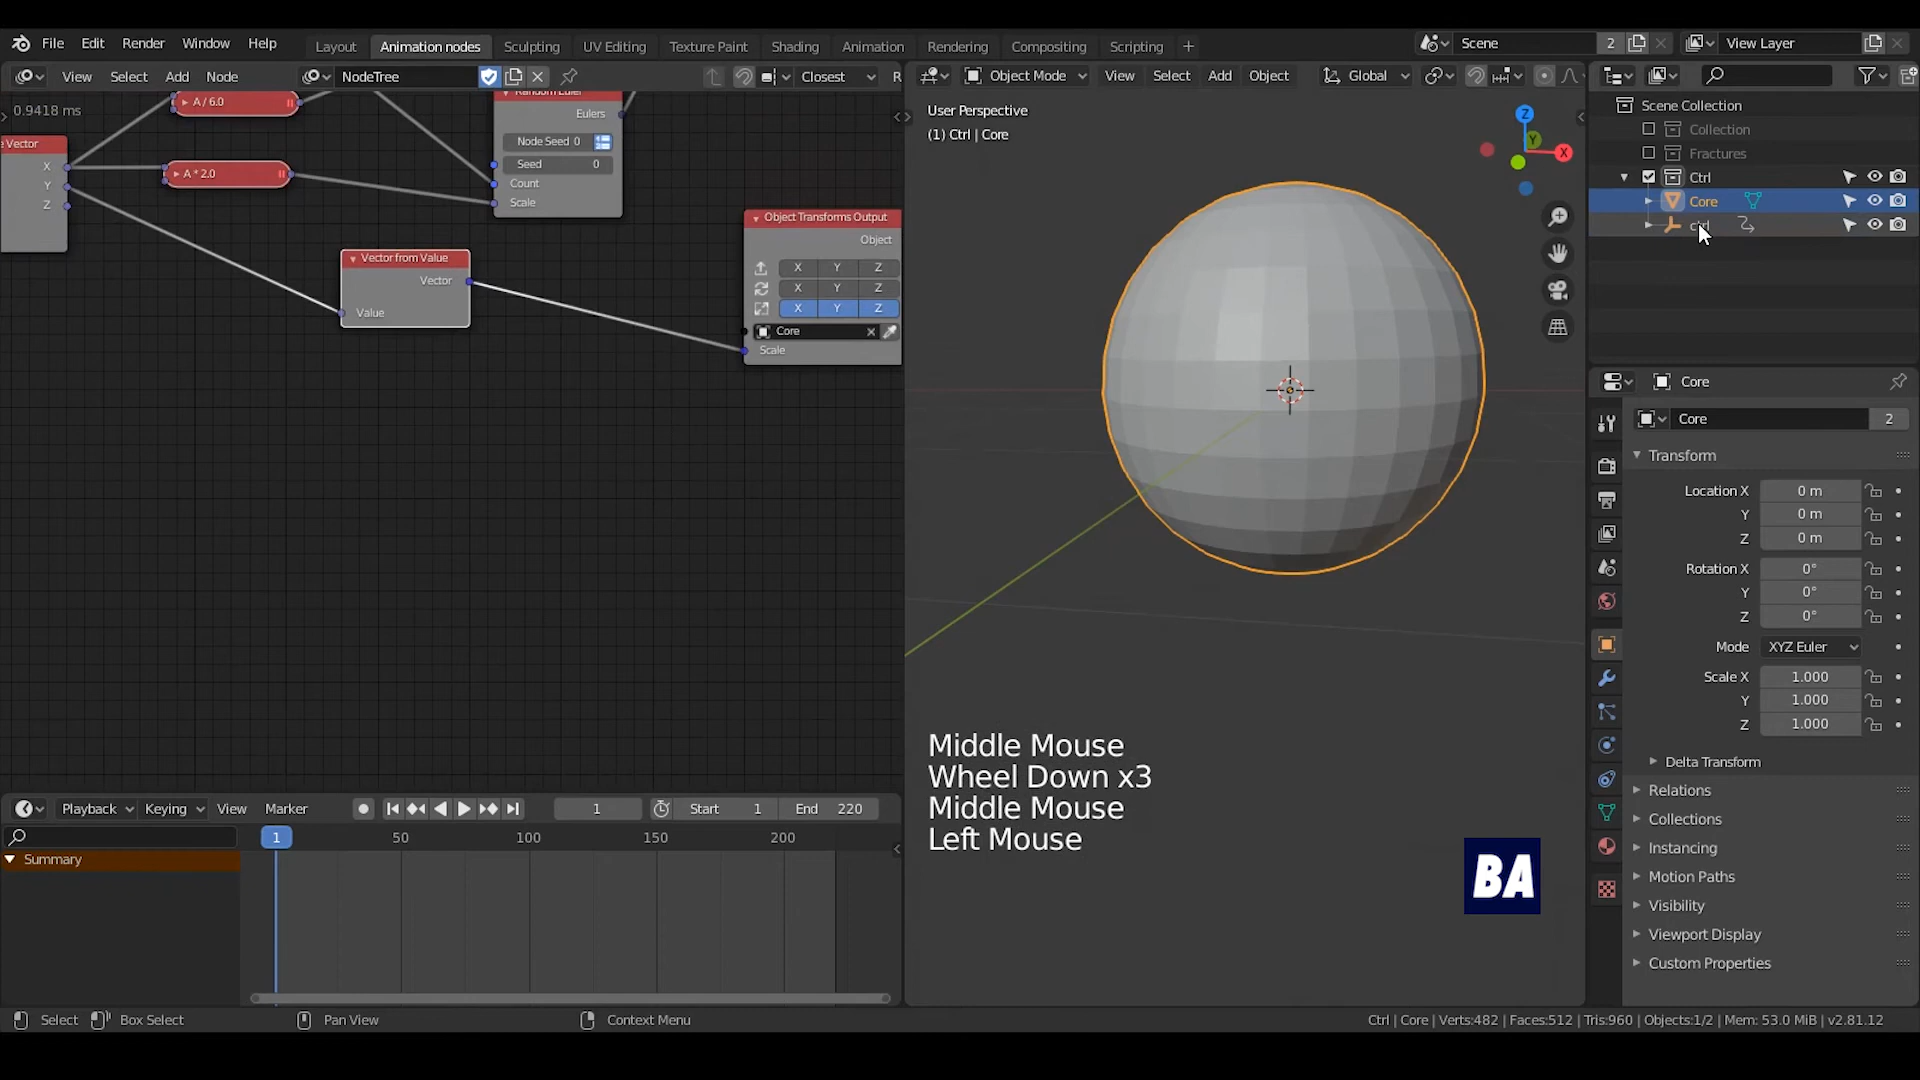 File Edit Render Window Help
Layout Animation nodes Sculpting UV Editing Texture Paint Shading Animation Rendering Compositing Scripting +
Scene 2 View Layer
View Select Add Node NodeTree Closest R
Object Mode View Select Add Object Global
0.9418 ms
A / 6.0
e Vector
X
Y
Z
A * 2.0
Random Euler
Eulers
Node Seed 0
Seed 0
Count
Scale
Vector from Value
Vector
Value
Object Transforms Output
Object
X Y Z
X Y Z
X Y Z
Core
Scale
User Perspective
(1) Ctrl | Core
Z
Y
X
Middle Mouse
Wheel Down x3
Middle Mouse
Left Mouse
BA
Scene Collection
Collection
Fractures
Ctrl
Core
Core
Core 2
Transform
Location X 0 m
Y 0 m
Z 0 m
Rotation X 0°
Y 0°
Z 0°
Mode XYZ Euler
Scale X 1.000
Y 1.000
Z 1.000
Delta Transform
Relations
Collections
Instancing
Motion Paths
Visibility
Viewport Display
Custom Properties
Playback Keying View Marker 1 Start 1 End 220
1 50 100 150 200
Summary
Select Box Select Pan View Context Menu
Ctrl | Core | Verts:482 | Faces:512 | Tris:960 | Objects:1/2 | Mem: 53.0 MiB | v2.81.12